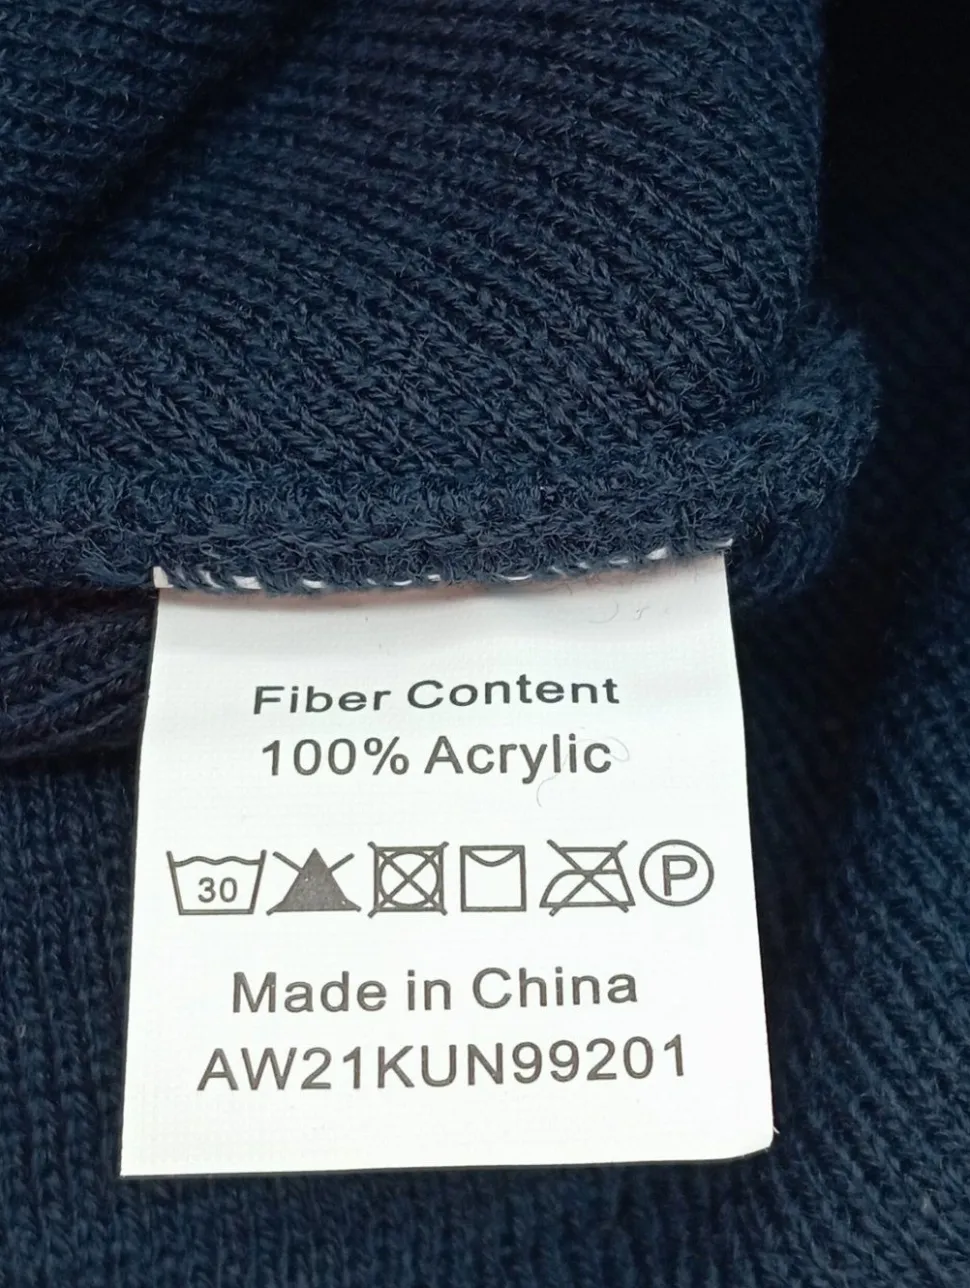 Fiber Content
100% Acrylic
30 P
Made in China
AW21KUN99201